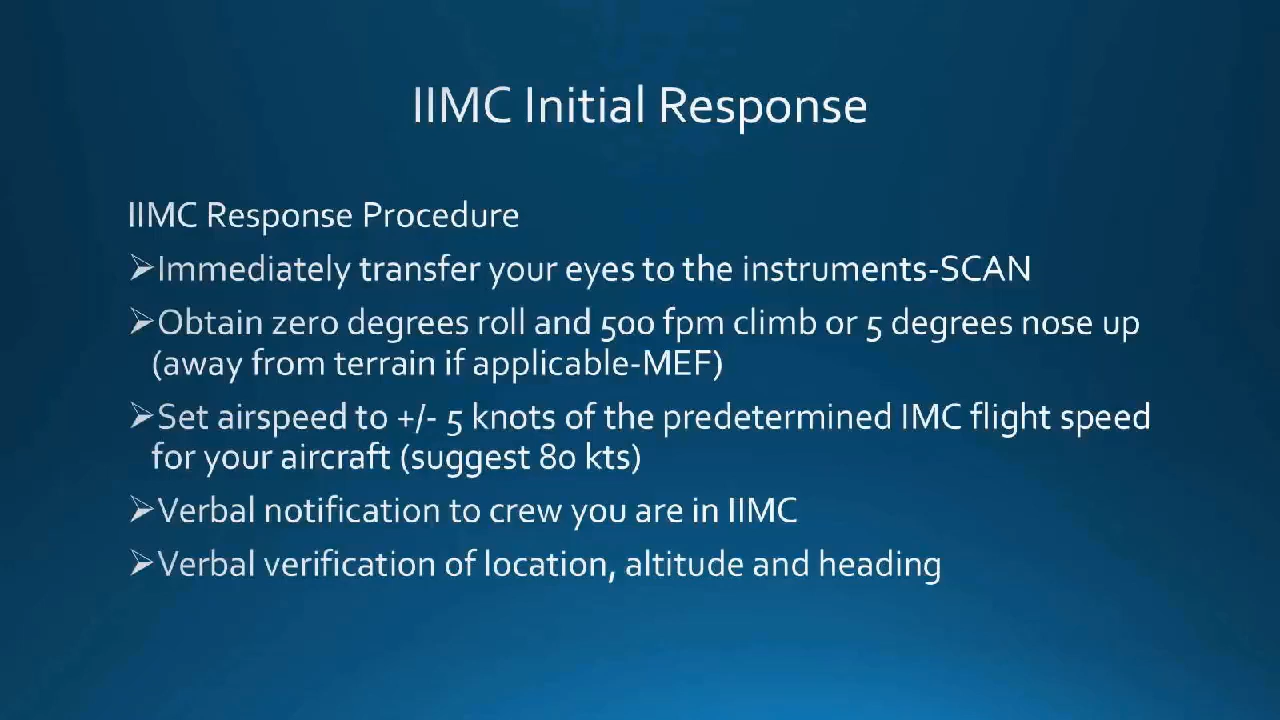 IIMC Initial Response
IIMC Response Procedure
➢Immediately transfer your eyes to the instruments-SCAN
➢Obtain zero degrees roll and 500 fpm climb or 5 degrees nose up
(away from terrain if applicable-MEF)
➢Set airspeed to +/- 5 knots of the predetermined IMC flight speed
for your aircraft (suggest 80 kts)
➢Verbal notification to crew you are in IIMC
➢Verbal verification of location, altitude and heading